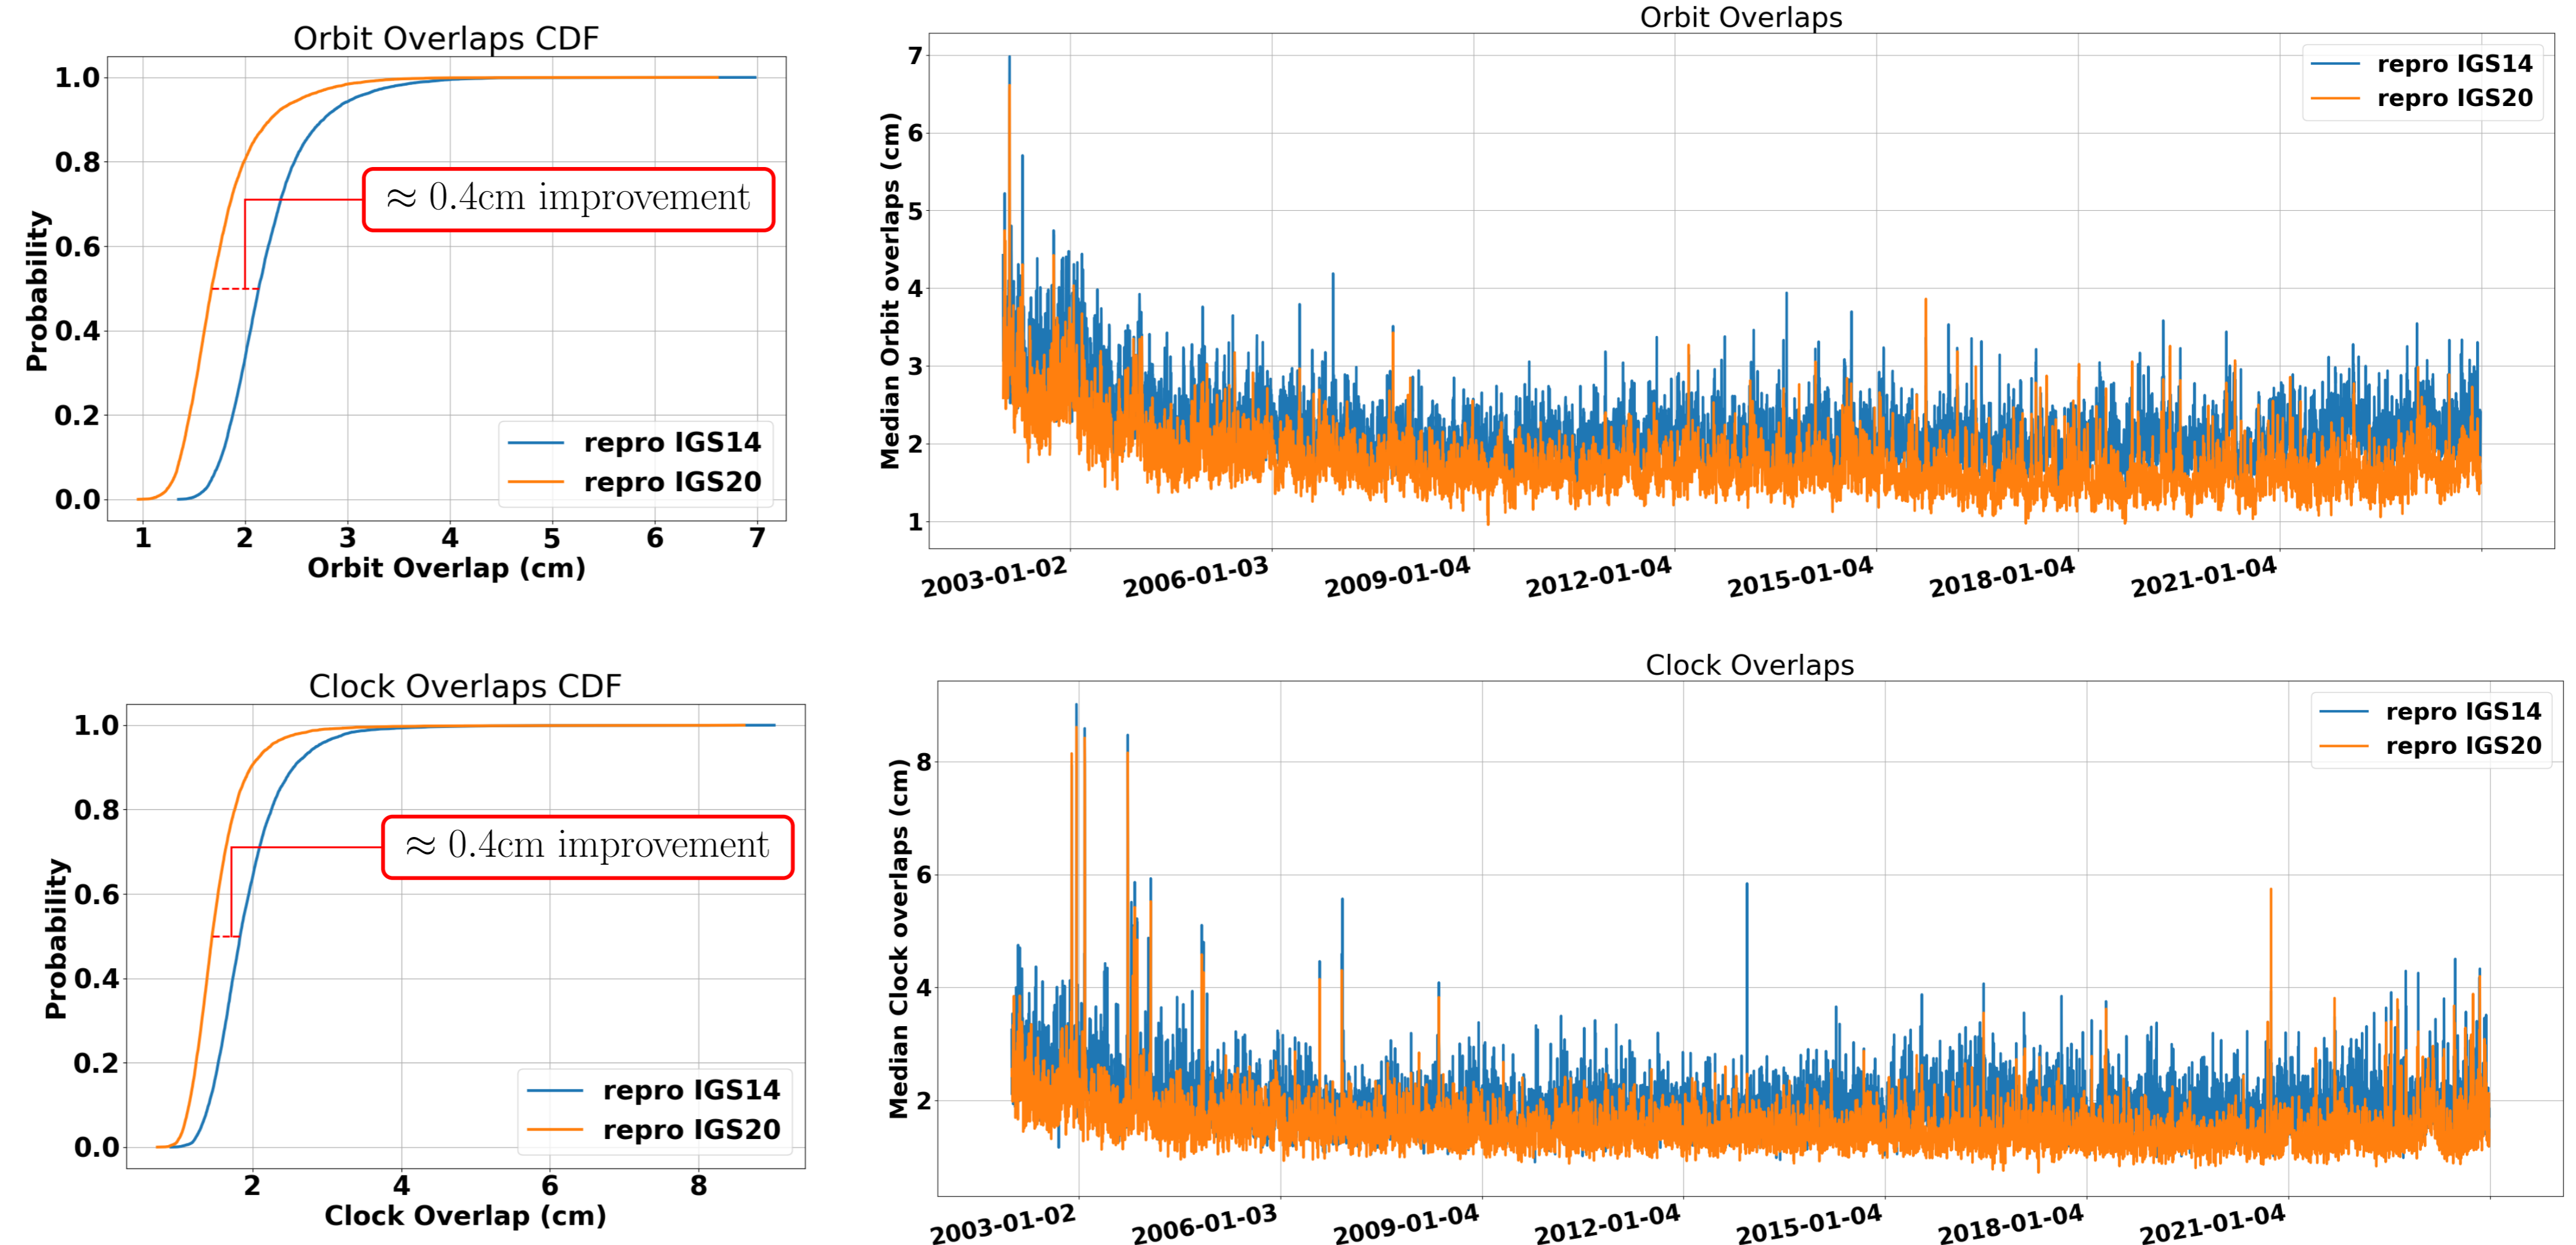 Orbit Overlaps CDF
1.0
0.8
0.6
0.4
0.2
0.0
Probability
≈ 0.4cm improvement
repro IGS14
repro IGS20
1 2 3 4 5 6 7
Orbit Overlap (cm)
Orbit Overlaps
7
6
5
4
3
2
1
Median Orbit overlaps (cm)
repro IGS14
repro IGS20
2003-01-02 2006-01-03 2009-01-04 2012-01-04 2015-01-04 2018-01-04 2021-01-04
Clock Overlaps CDF
1.0
0.8
0.6
0.4
0.2
0.0
Probability
≈ 0.4cm improvement
repro IGS14
repro IGS20
2 4 6 8
Clock Overlap (cm)
Clock Overlaps
8
6
4
2
Median Clock overlaps (cm)
repro IGS14
repro IGS20
2003-01-02 2006-01-03 2009-01-04 2012-01-04 2015-01-04 2018-01-04 2021-01-04